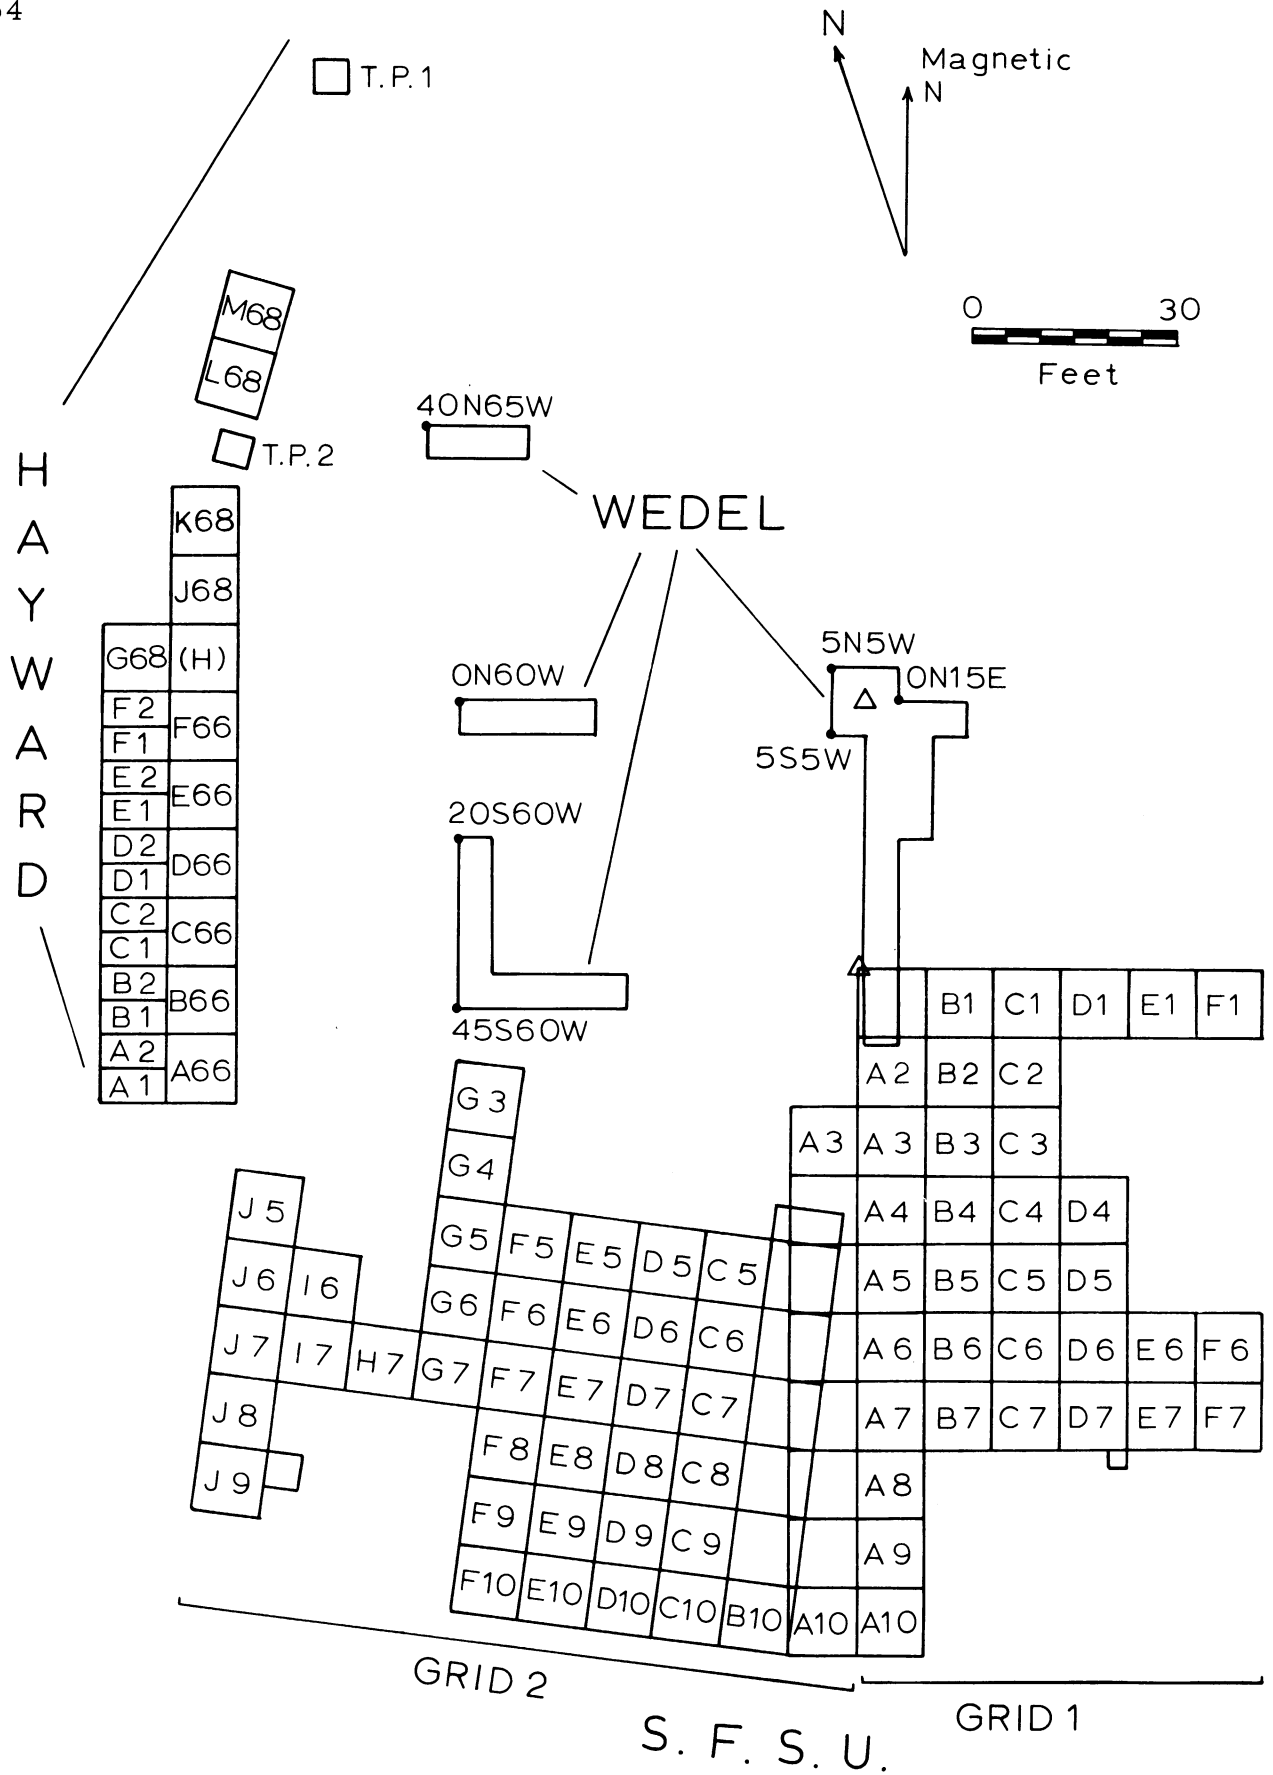 N
Magnetic
N
T.P.1
0 30
Feet
M68
L68
T.P.2
40N65W
WEDEL
HAYWARD
K68
J68
G68 (H)
F2
F1
F66
E2
E1
E66
D2
D1
D66
C2
C1
C66
B2
B1
B66
A2
A1
A66
0N60W
20S60W
45S60W
5N5W
0N15E
5S5W
B1 C1 D1 E1 F1
A2 B2 C2
A3 A3 B3 C3
A4 B4 C4 D4
A5 B5 C5 D5
A6 B6 C6 D6 E6 F6
A7 B7 C7 D7 E7 F7
A8
A9
A10 A10
G3
G4
J5 G5 F5 E5 D5 C5
J6 I6 G6 F6 E6 D6 C6
J7 I7 H7 G7 F7 E7 D7 C7
J8 F8 E8 D8 C8
J9 F9 E9 D9 C9
F10 E10 D10 C10 B10
GRID 2
GRID 1
S. F. S. U.